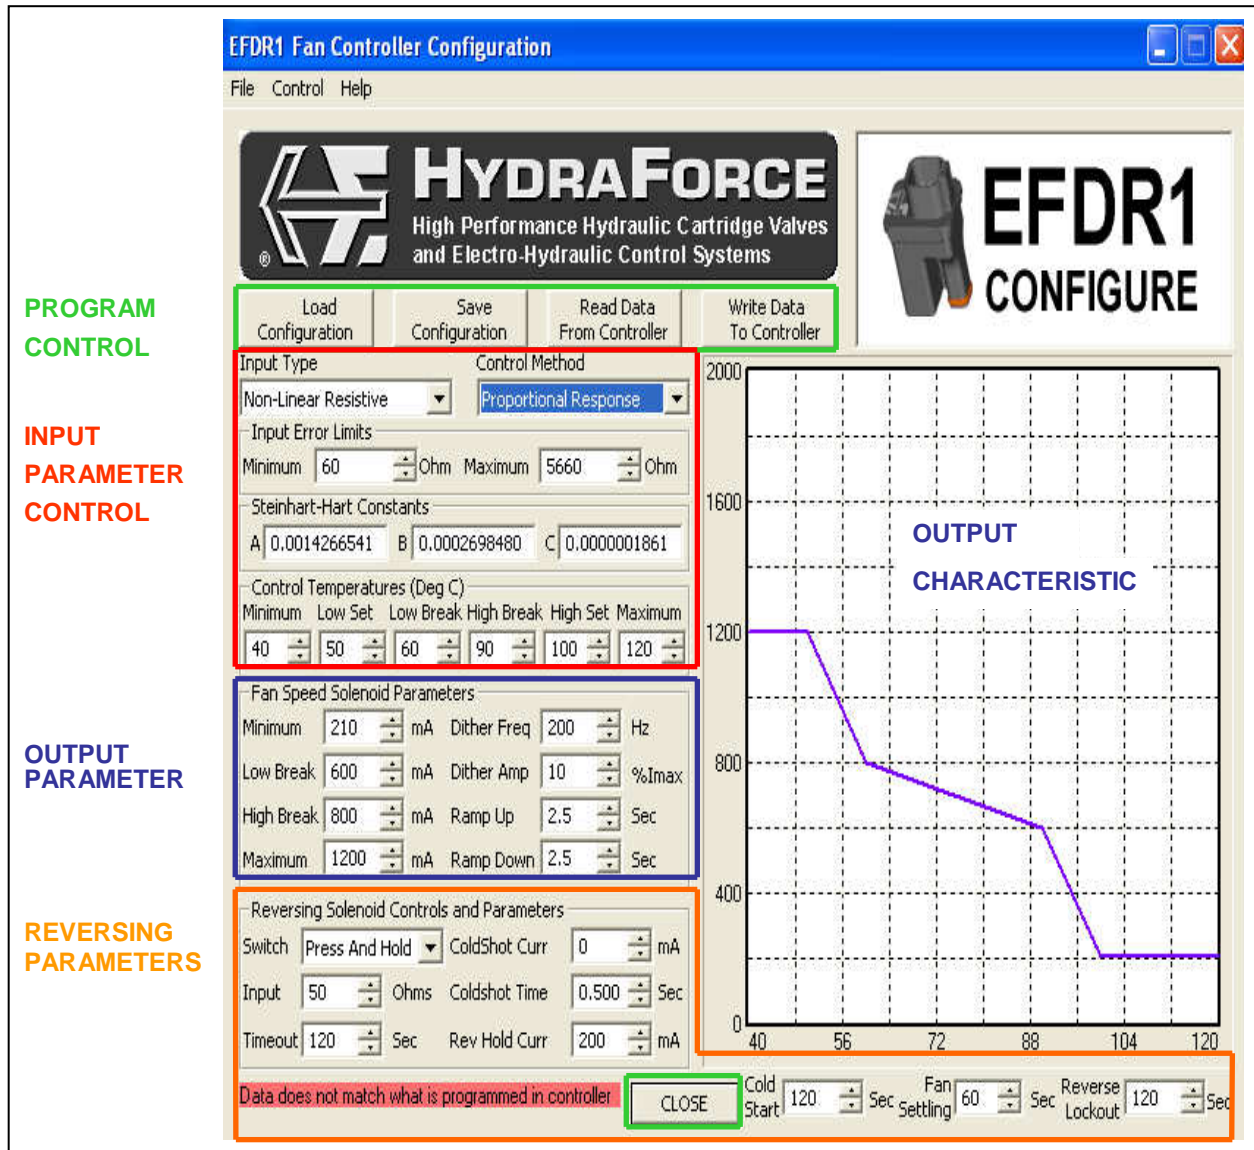 EFDR1 Fan Controller Configuration
File Control Help
HYDRAFORCE
High Performance Hydraulic Cartridge Valves
and Electro-Hydraulic Control Systems
®
EFDR1
CONFIGURE
PROGRAM
CONTROL
Load
Configuration
Save
Configuration
Read Data
From Controller
Write Data
To Controller
INPUT
PARAMETER
CONTROL
Input Type Control Method
Non-Linear Resistive Proportional Response
Input Error Limits
Minimum 60 Ohm Maximum 5660 Ohm
Steinhart-Hart Constants
A 0.0014266541 B 0.0002698480 C 0.0000001861
Control Temperatures (Deg C)
Minimum Low Set Low Break High Break High Set Maximum
40 50 60 90 100 120
OUTPUT
PARAMETER
Fan Speed Solenoid Parameters
Minimum 210 mA Dither Freq 200 Hz
Low Break 600 mA Dither Amp 10 %Imax
High Break 800 mA Ramp Up 2.5 Sec
Maximum 1200 mA Ramp Down 2.5 Sec
REVERSING
PARAMETERS
Reversing Solenoid Controls and Parameters
Switch Press And Hold ColdShot Curr 0 mA
Input 50 Ohms Coldshot Time 0.500 Sec
Timeout 120 Sec Rev Hold Curr 200 mA
2000
1600
1200
800
400
0
OUTPUT
CHARACTERISTIC
40 56 72 88 104 120
Data does not match what is programmed in controller
CLOSE
Cold
Start 120 Sec
Fan
Settling 60 Sec
Reverse
Lockout 120 Sec